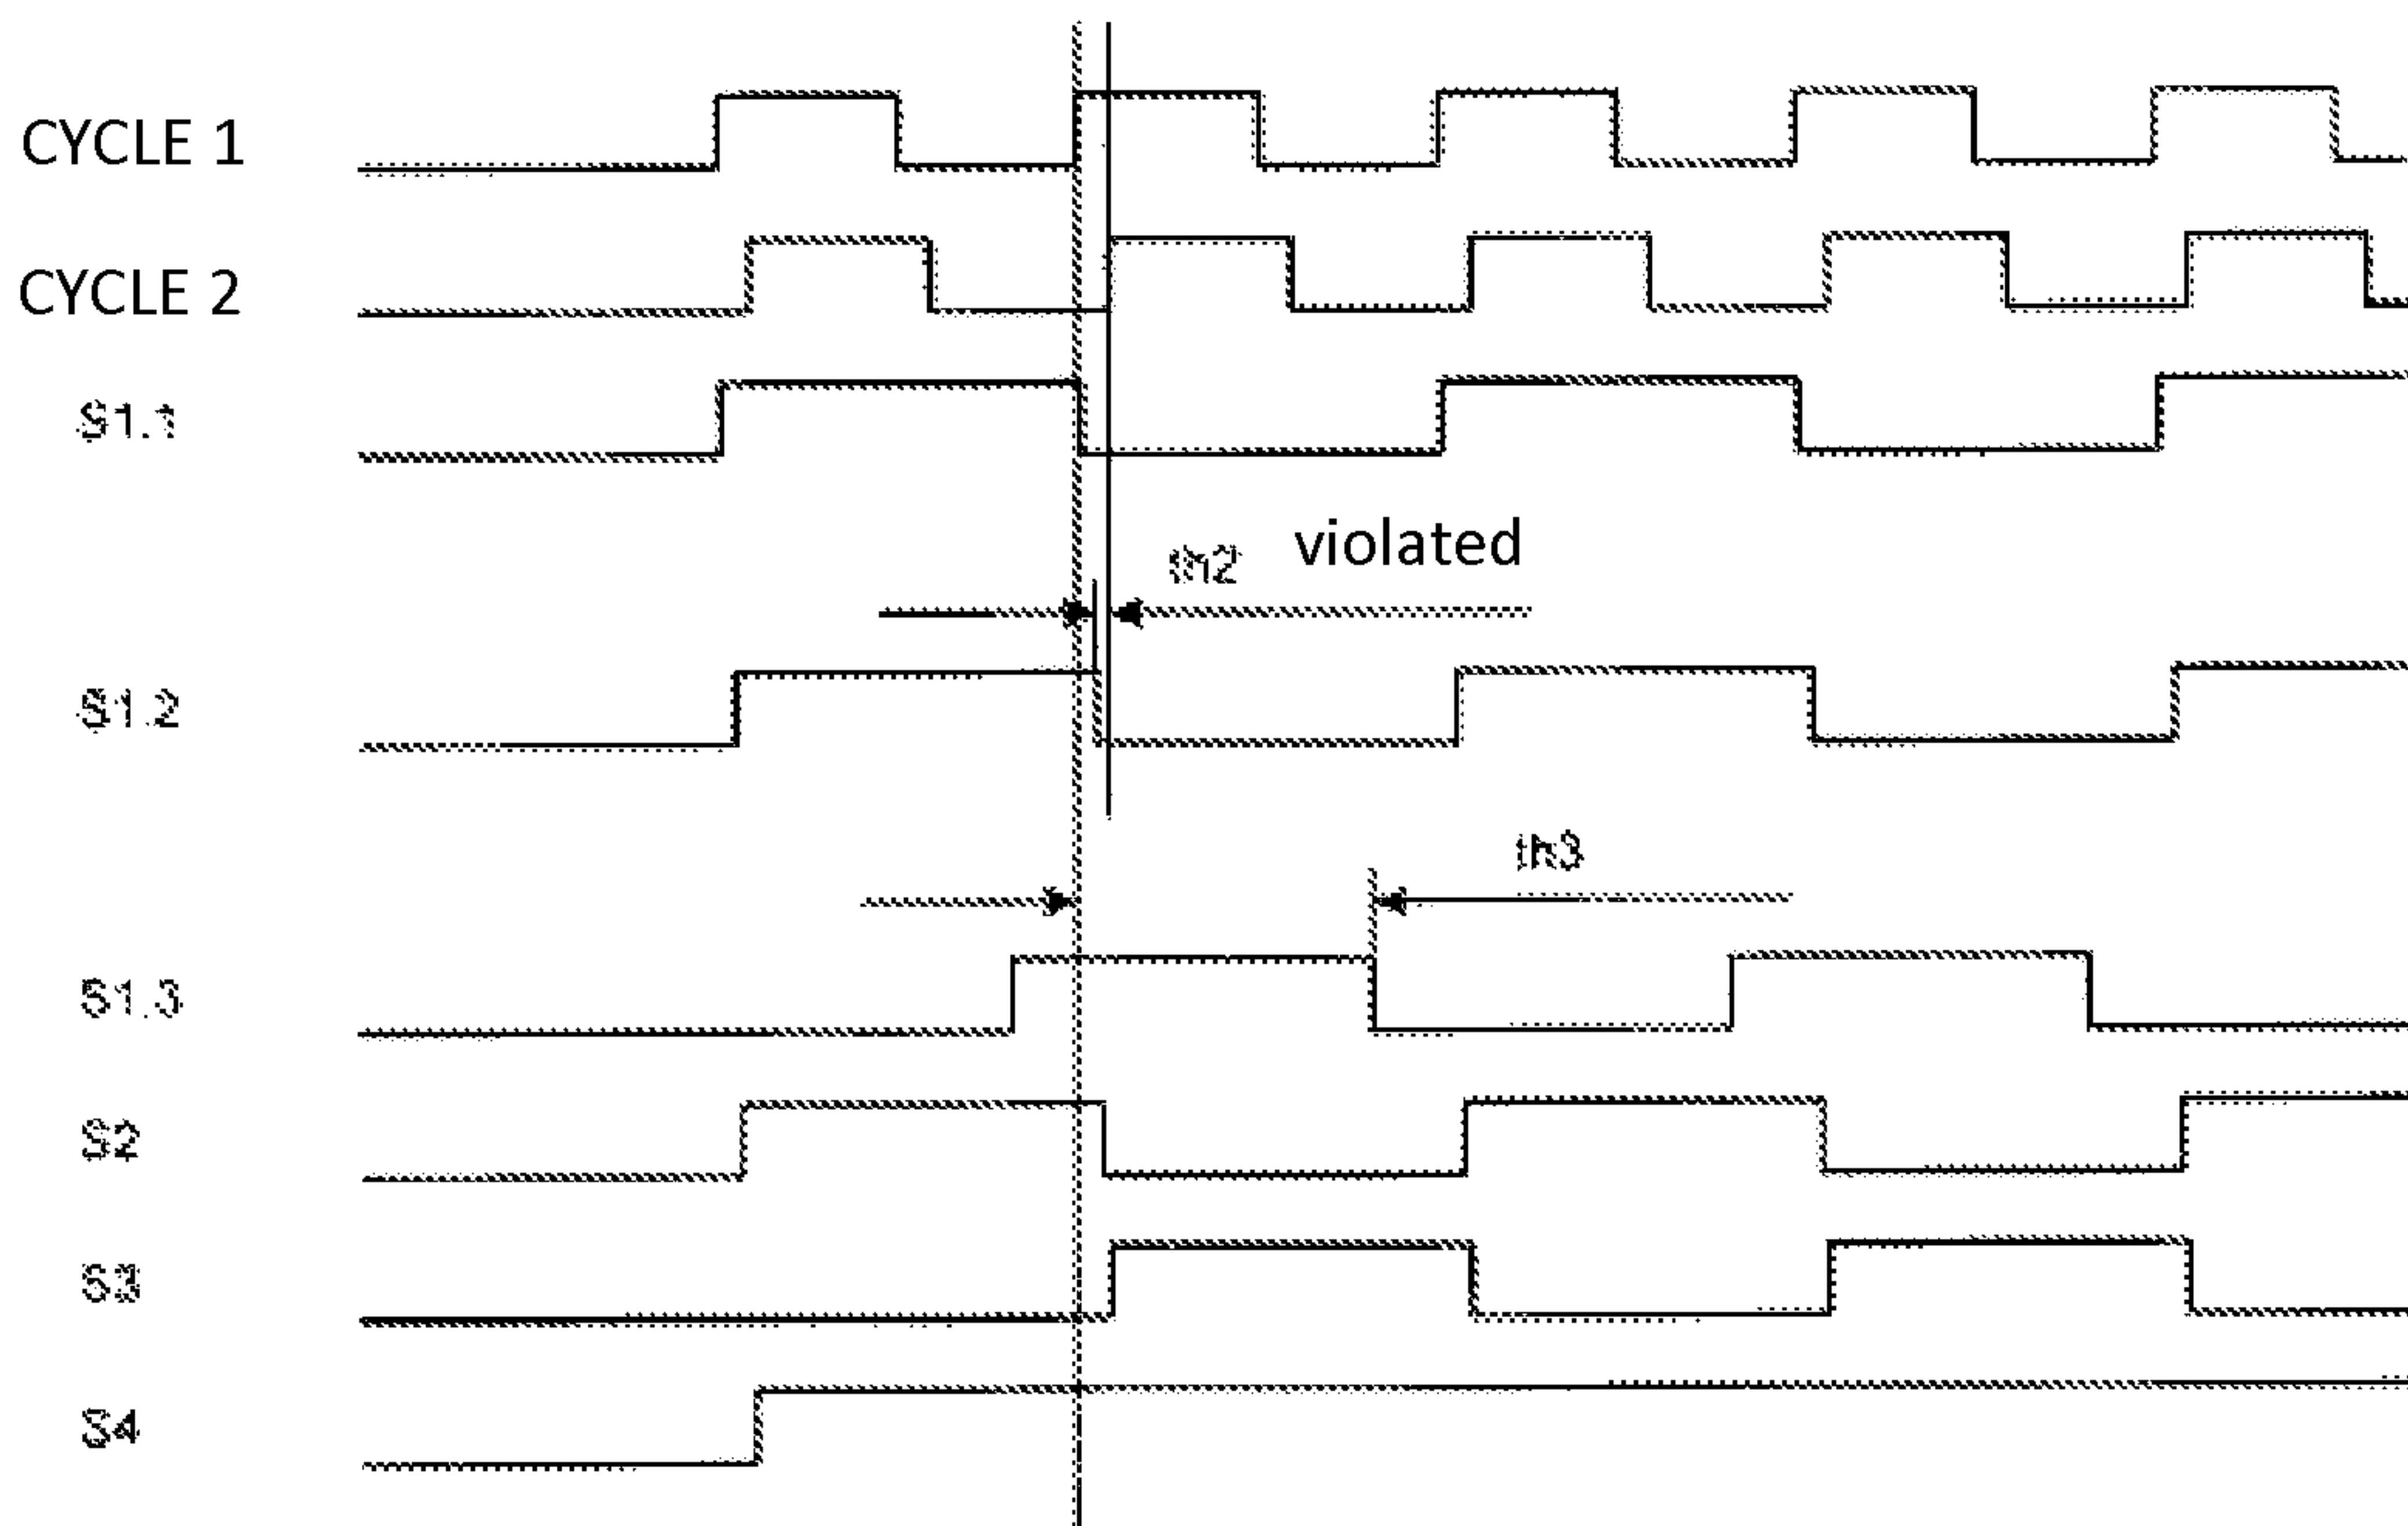 CYCLE 1
CYCLE 2
S1.1
th2 violated
S1.2
th3
S1.3
S2
S3
S4